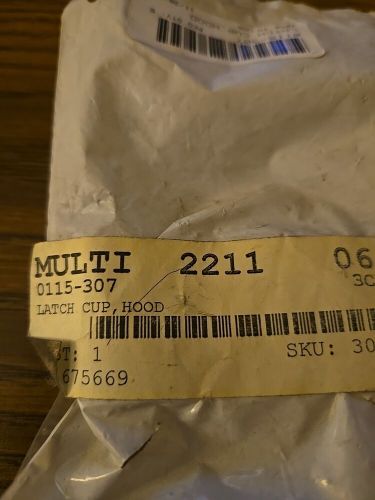 MULTI 2211 06
0115-307 3C
LATCH CUP, HOOD
T: 1 SKU: 30
675669